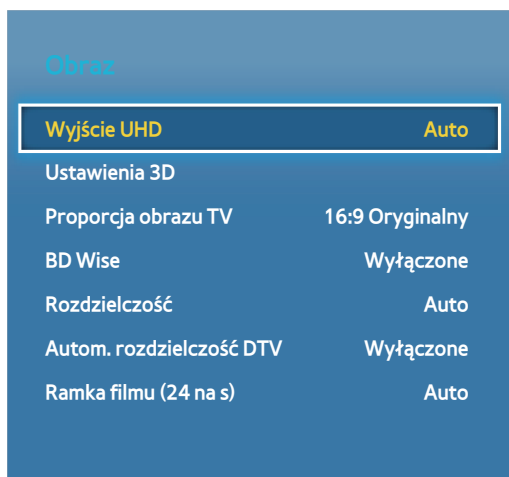 Obraz
Wyjście UHD Auto
Ustawienia 3D
Proporcja obrazu TV 16:9 Oryginalny
BD Wise Wyłączone
Rozdzielczość Auto
Autom. rozdzielczość DTV Wyłączone
Ramka filmu (24 na s) Auto